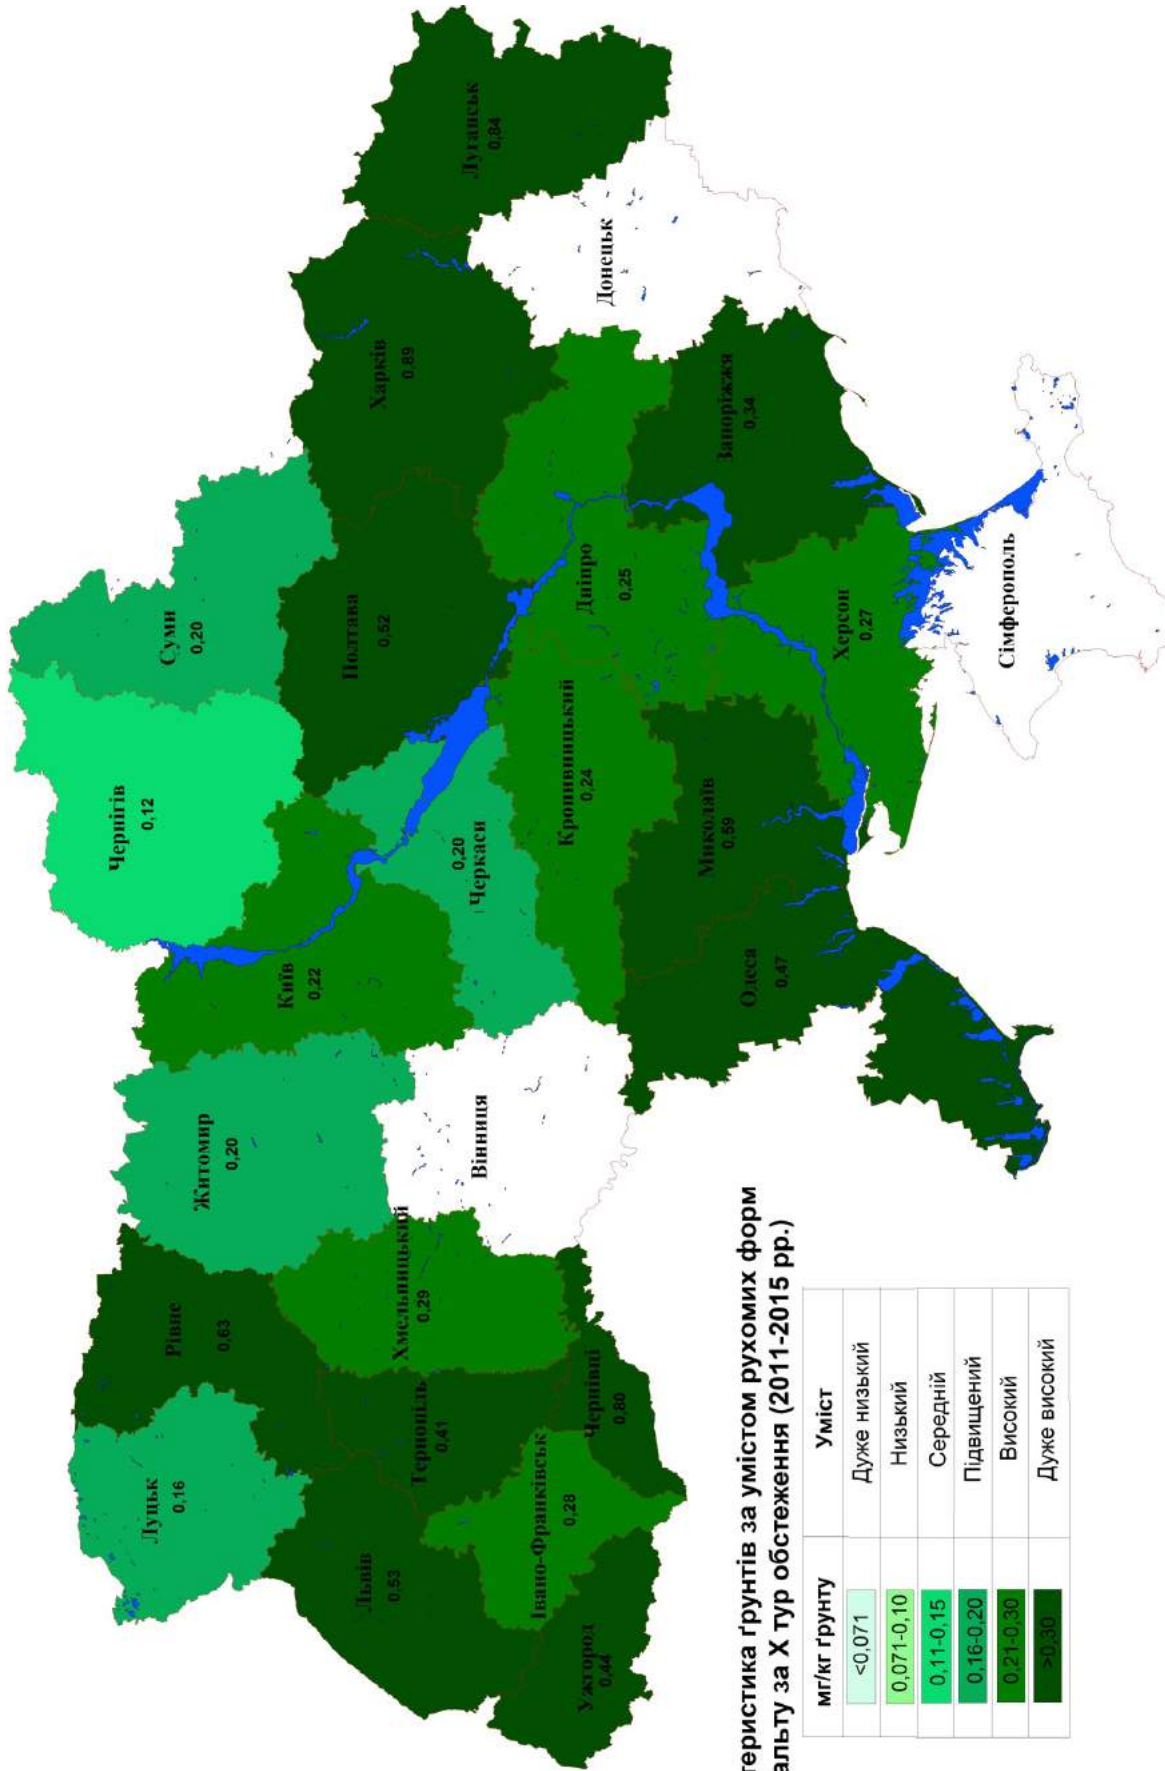 Чернігів
0,12
Суми
0,20
Луцьк
0,16
Рівне
0,63
Житомир
0,20
Київ
0,22
Полтава
0,52
Харків
0,89
Луганськ
0,84
Львів
0,53
Тернопіль
0,41
Хмельницький
0,29
Вінниця
0,20
Черкаси
Івано-Франківськ
0,28
Ужгород
0,44
Чернівці
0,80
Кропивницький
0,24
Дніпро
0,25
Донецьк
Одеса
0,47
Миколаїв
0,59
Запоріжжя
0,34
Херсон
0,27
Сімферополь
теристика ґрунтів за умістом рухомих форм
альту за X тур обстеження (2011-2015 рр.)
мг/кг ґрунту Уміст
<0,071 Дуже низький
0,071-0,10 Низький
0,11-0,15 Середній
0,16-0,20 Підвищений
0,21-0,30 Високий
>0,30 Дуже високий